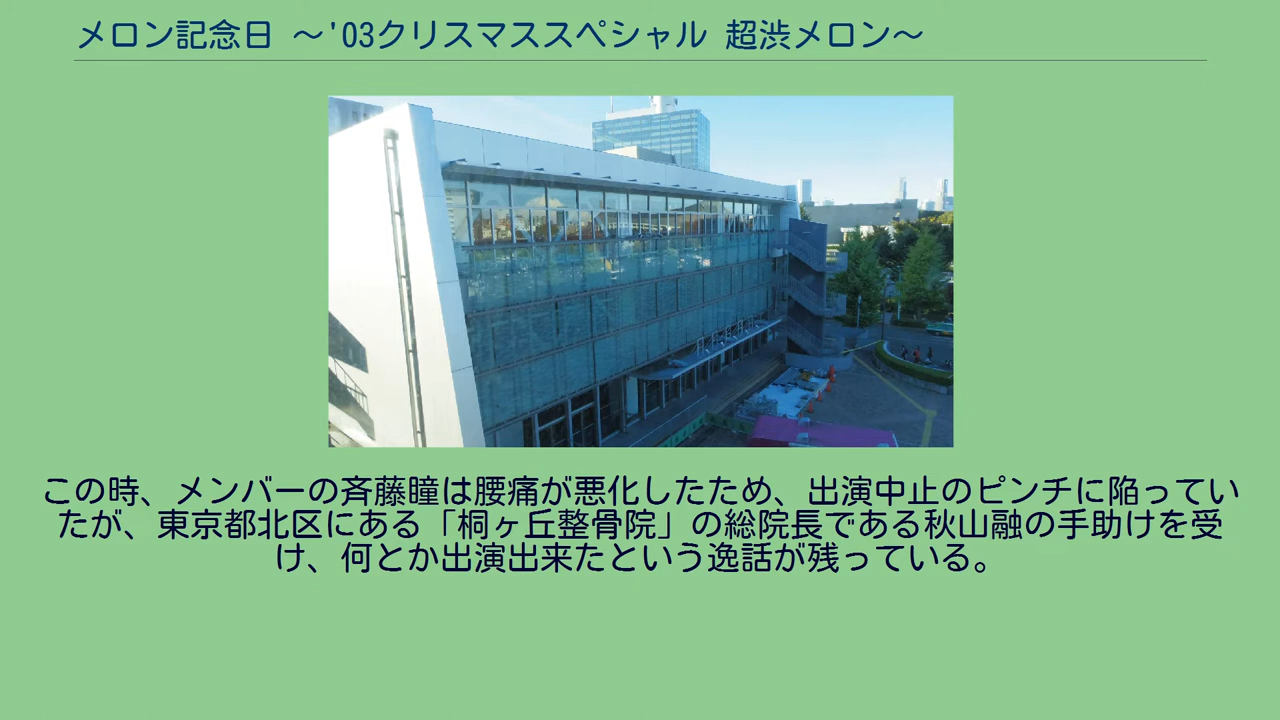 メロン記念日 〜'03クリスマススペシャル 超渋メロン〜
この時、メンバーの斉藤瞳は腰痛が悪化したため、出演中止のピンチに陥ってい
たが、東京都北区にある「桐ヶ丘整骨院」の総院長である秋山融の手助けを受
け、何とか出演出来たという逸話が残っている。